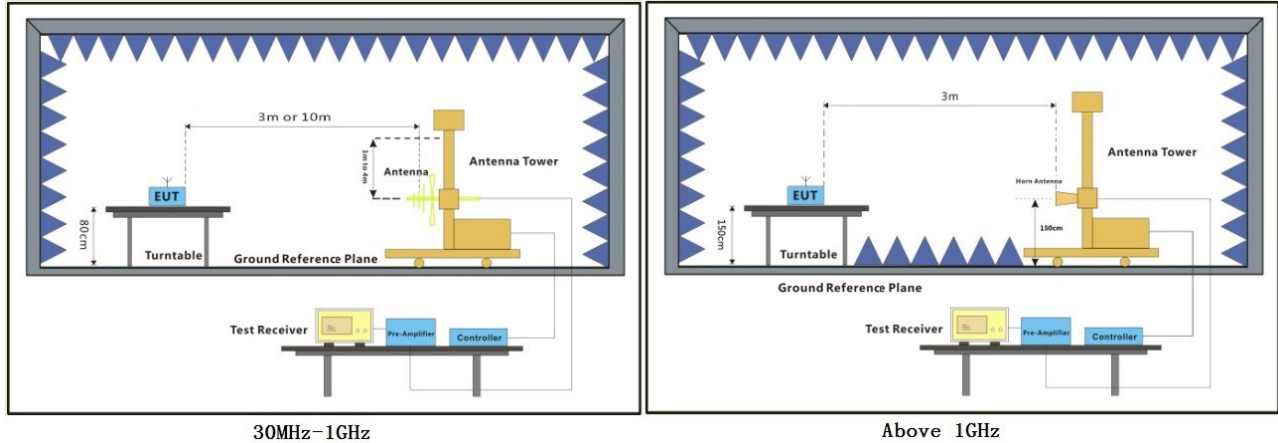 3m or 10m
1m to 4m
Antenna
Antenna Tower
EUT
80cm
Turntable
Ground Reference Plane
Test Receiver
Pre-Amplifier
Controller
30MHz-1GHz
3m
Antenna Tower
Horn Antenna
EUT
150cm
150cm
Turntable
Ground Reference Plane
Test Receiver
Pre-Amplifier
Controller
Above 1GHz